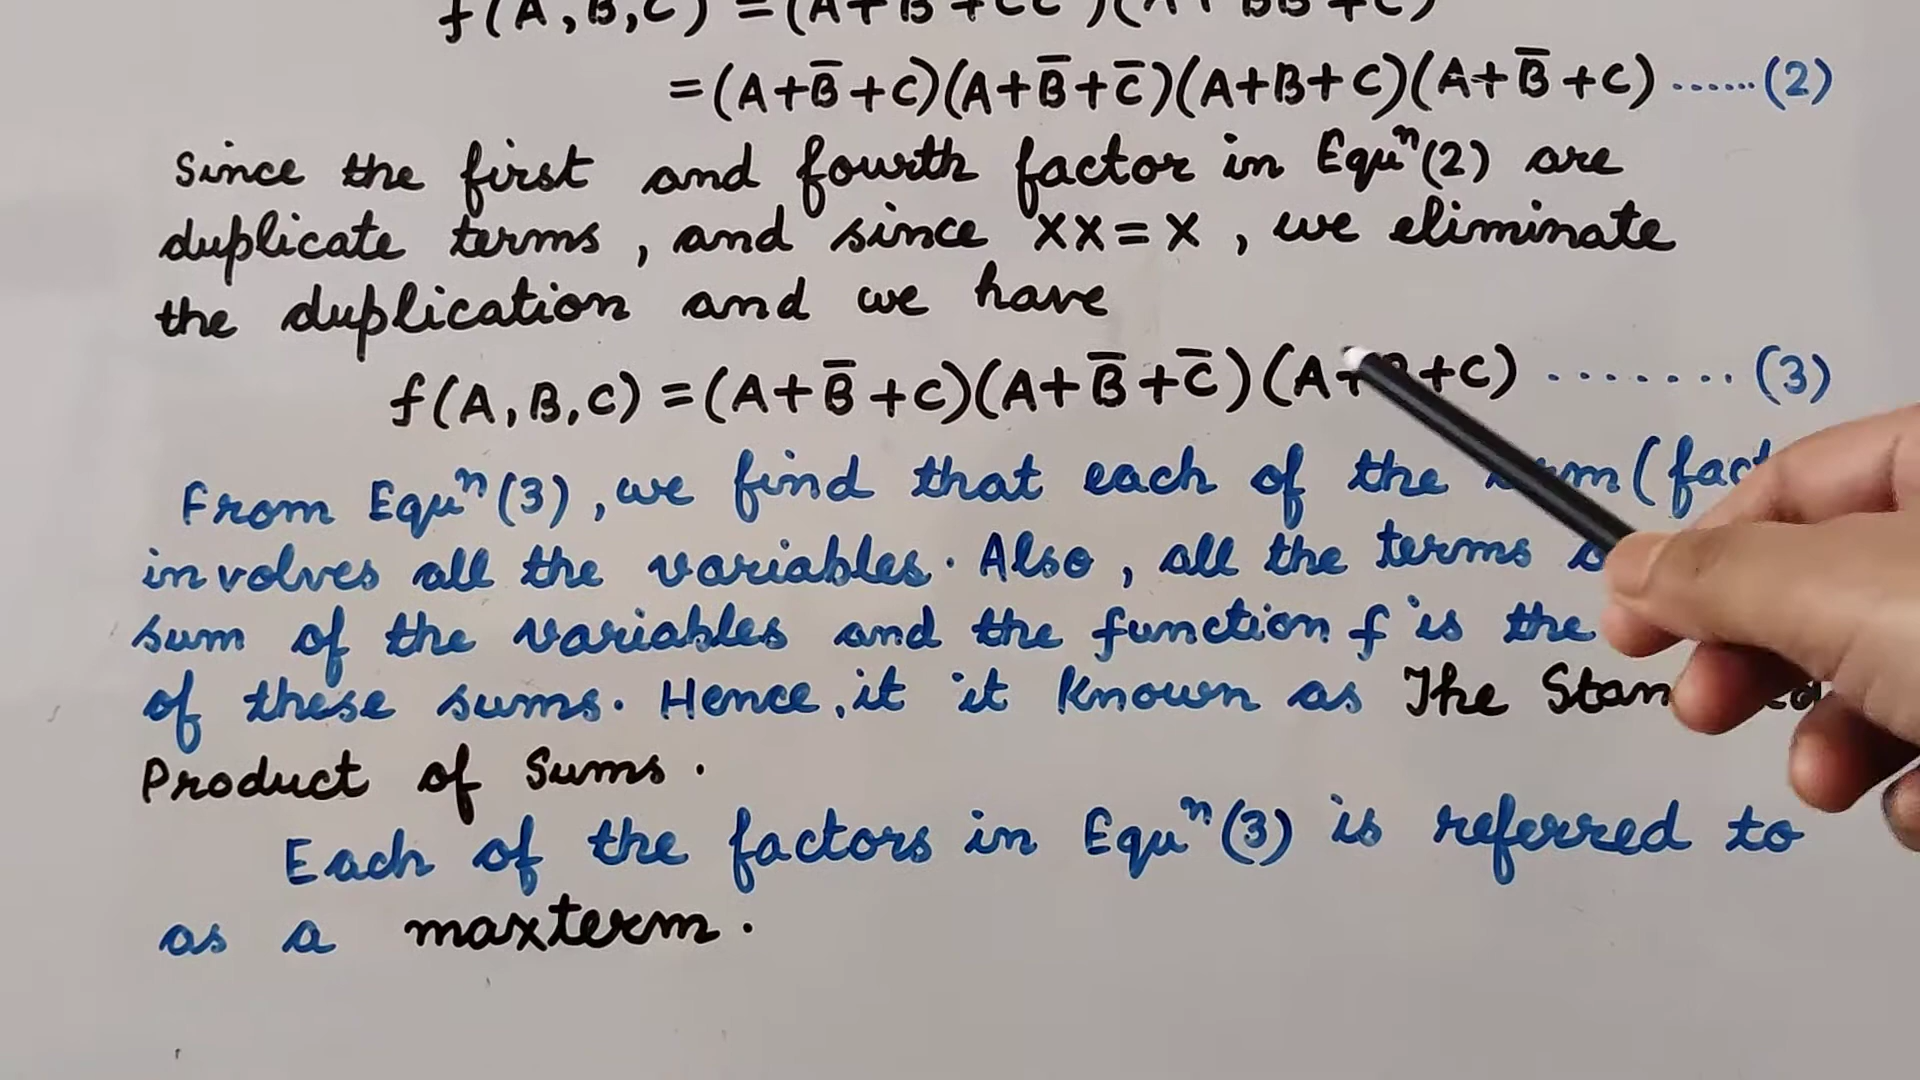 f(A,B,C) = (A+B̅+CC̅)(A+BB̅+C)
=(A+B̅+C)(A+B̅+C̅)(A+B+C)(A+B̅+C) ......(2)
Since the first and fourth factor in Equⁿ(2) are
duplicate terms, and since XX=X, we eliminate
the duplication and we have
f(A,B,C) =(A+B̅+C)(A+B̅+C̅)(A+B+C) ........ (3)
From Equⁿ(3), we find that each of the
involves all the variables. Also, all the terms
sum of the variables and the function f is the
of these sums. Hence, it it known as The
Product of Sums.
Each of the factors in Equⁿ(3) is referred to
as a maxterm.